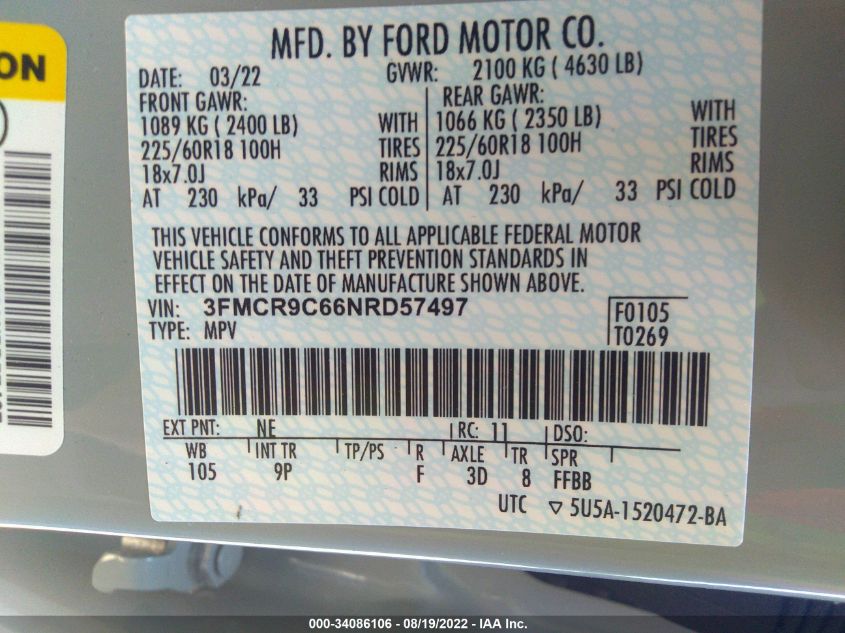 ON
MFD. BY FORD MOTOR CO.
DATE: 03/22 GVWR: 2100 KG ( 4630 LB)
FRONT GAWR: REAR GAWR:
1089 KG ( 2400 LB) WITH 1066 KG ( 2350 LB) WITH
225/60R18 100H TIRES 225/60R18 100H TIRES
18x7.0J RIMS 18x7.0J RIMS
AT 230 kPa/ 33 PSI COLD AT 230 kPa/ 33 PSI COLD
THIS VEHICLE CONFORMS TO ALL APPLICABLE FEDERAL MOTOR
VEHICLE SAFETY AND THEFT PREVENTION STANDARDS IN
EFFECT ON THE DATE OF MANUFACTURE SHOWN ABOVE.
VIN: 3FMCR9C66NRD57497 F0105
TYPE: MPV T0269
EXT PNT: NE RC: 11 DSO:
WB INT TR TP/PS R AXLE TR SPR
105 9P F 3D 8 FFBB
UTC ▽ 5U5A-1520472-BA
000-34086106 - 08/19/2022 - IAA Inc.